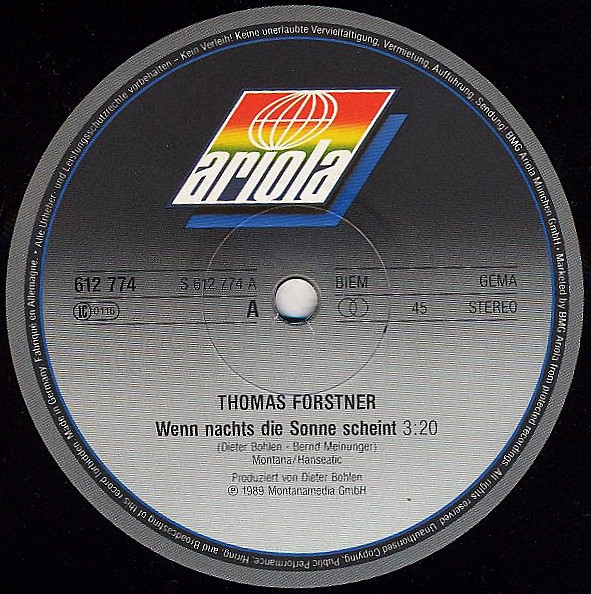 • Alle Urheber- und Leistungsschutzrechte vorbehalten – Kein Verleih! Keine unerlaubte Vervielfältigung, Vermietung, Aufführung, Sendung! BMG Ariola München GmbH • Marketed by BMG Ariola from protected recordings. All rights reserved. Unauthorised Copying, Public Performance, Hiring, and Broadcasting of this record forbidden. Made in Germany. Fabriqué en Allemagne.
ariola
612 774 S 612 774 A BIEM GEMA
LC 0116 A 45 STEREO
THOMAS FORSTNER
Wenn nachts die Sonne scheint 3:20
(Dieter Bohlen - Bernd Meinunger)
Montana/Hanseatic
Produziert von Dieter Bohlen
℗ 1989 Montanamedia GmbH